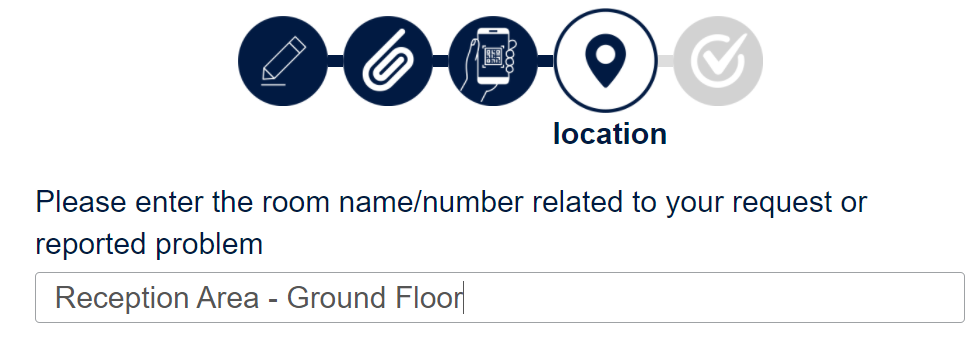 location
Please enter the room name/number related to your request or
reported problem
Reception Area - Ground Floor